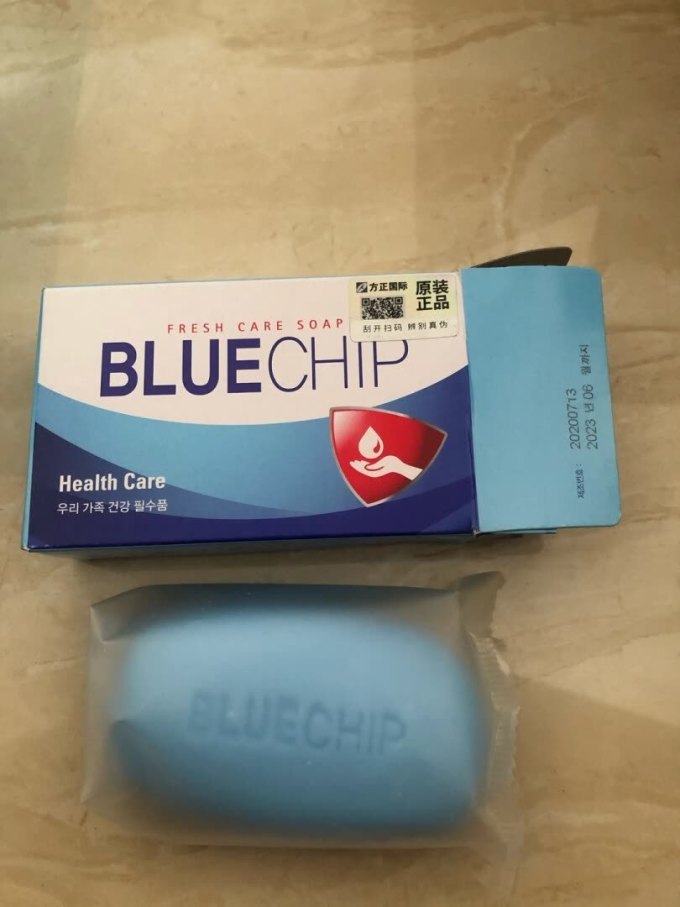 方正国际
原装
正品
刮开扫码 辨别真伪
FRESH CARE SOAP
BLUECHIP
Health Care
우리 가족 건강 필수품
제조번호 :
20200713
2023 년 06 월까지
BLUECHIP